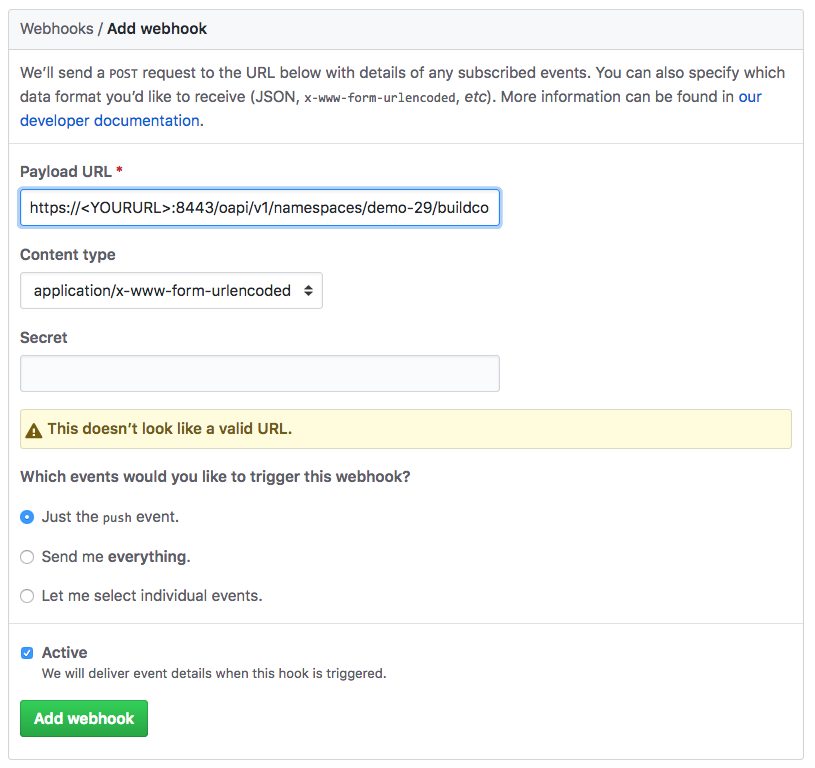 Webhooks / Add webhook
We’ll send a POST request to the URL below with details of any subscribed events. You can also specify which
data format you’d like to receive (JSON, x-www-form-urlencoded, etc). More information can be found in our
developer documentation.
Payload URL *
https://<YOURURL>:8443/oapi/v1/namespaces/demo-29/buildco
Content type
application/x-www-form-urlencoded
Secret
This doesn’t look like a valid URL.
Which events would you like to trigger this webhook?
Just the push event.
Send me everything.
Let me select individual events.
Active
We will deliver event details when this hook is triggered.
Add webhook